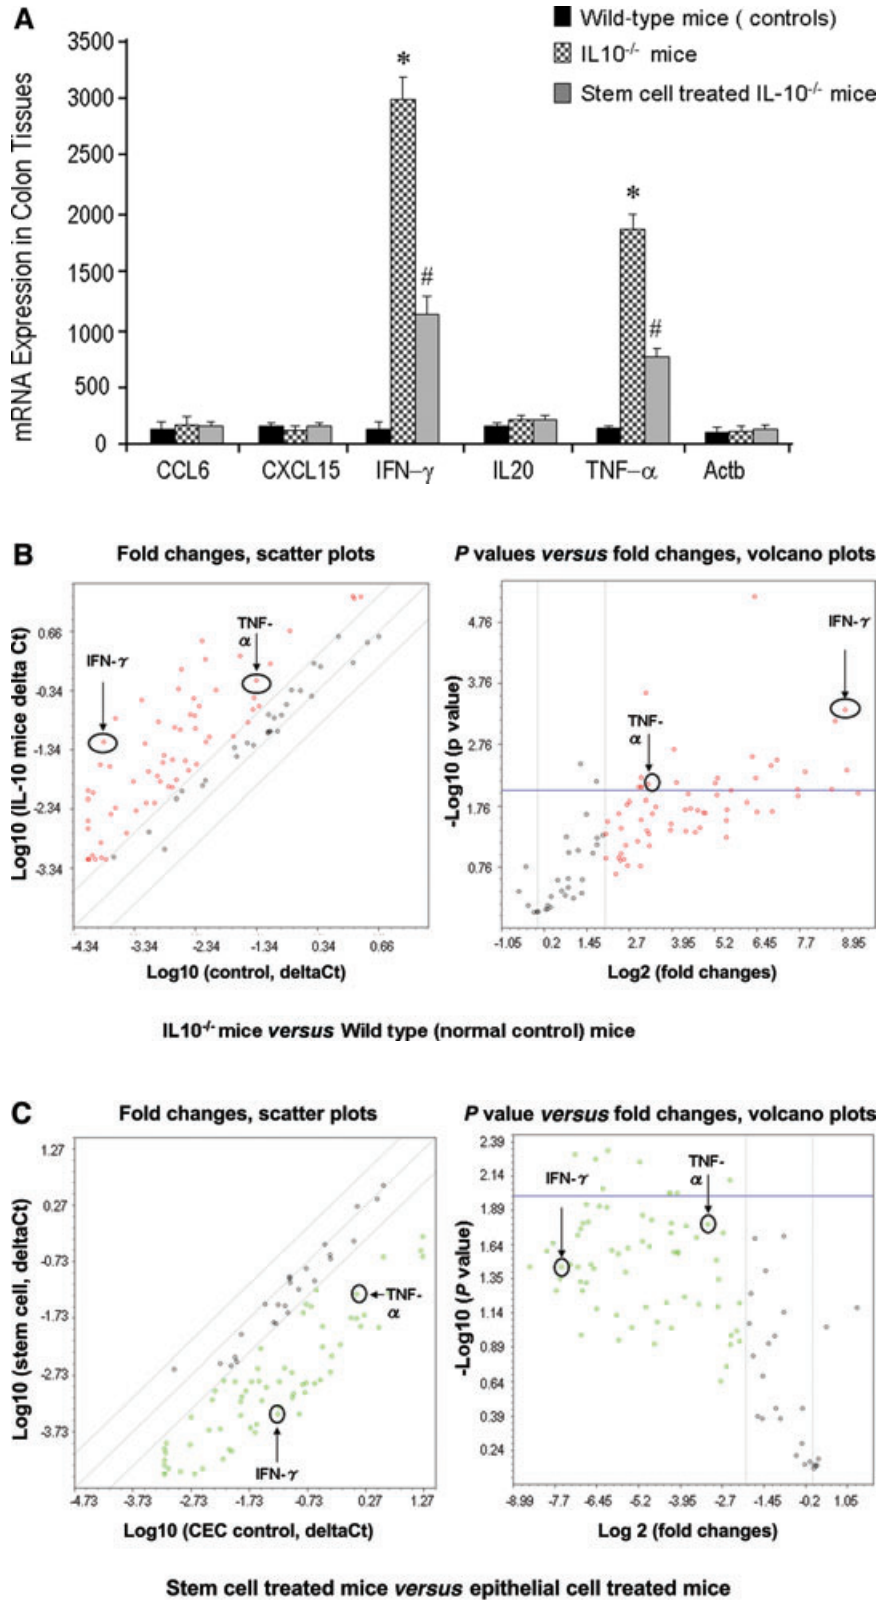 A
Wild-type mice ( controls)
IL10-/- mice
Stem cell treated IL-10-/- mice
mRNA Expression in Colon Tissues
3500
3000
2500
2000
1500
1000
500
0
*
#
*
#
CCL6 CXCL15 IFN–γ IL20 TNF–α Actb
B
Fold changes, scatter plots
P values versus fold changes, volcano plots
Log10 (IL-10 mice delta Ct)
0.66
-0.34
-1.34
-2.34
-3.34
IFN-γ
TNF-
α
-4.34 -3.34 -2.34 -1.34 0.34 0.66
Log10 (control, deltaCt)
-Log10 (p value)
4.76
3.76
2.76
1.76
0.76
IFN-γ
TNF-
α
-1.05 0.2 1.45 2.7 3.95 5.2 6.45 7.7 8.95
Log2 (fold changes)
IL10-/- mice versus Wild type (normal control) mice
C
Fold changes, scatter plots
P value versus fold changes, volcano plots
Log10 (stem cell, deltaCt)
1.27
0.27
-0.73
-1.73
-2.73
-3.73
TNF-
α
IFN-γ
-4.73 -3.73 -2.73 -1.73 -0.73 0.27 1.27
Log10 (CEC control, deltaCt)
-Log10 (P value)
2.39
2.14
1.89
1.64
1.35
1.14
0.89
0.64
0.39
0.24
IFN-γ
TNF-
α
-8.99 -7.7 -6.45 -5.2 -3.95 -2.7 -1.45 -0.2 1.05
Log 2 (fold changes)
Stem cell treated mice versus epithelial cell treated mice